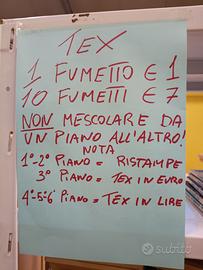 TEX
1 FUMETTO € 1
10 FUMETTI € 7
NON MESCOLARE DA
UN PIANO ALL'ALTRO!
NOTA
1°-2° PIANO = RISTAMPE
3° PIANO = TEX IN EURO
4°-5°-6° PIANO = TEX IN LIRE
subito